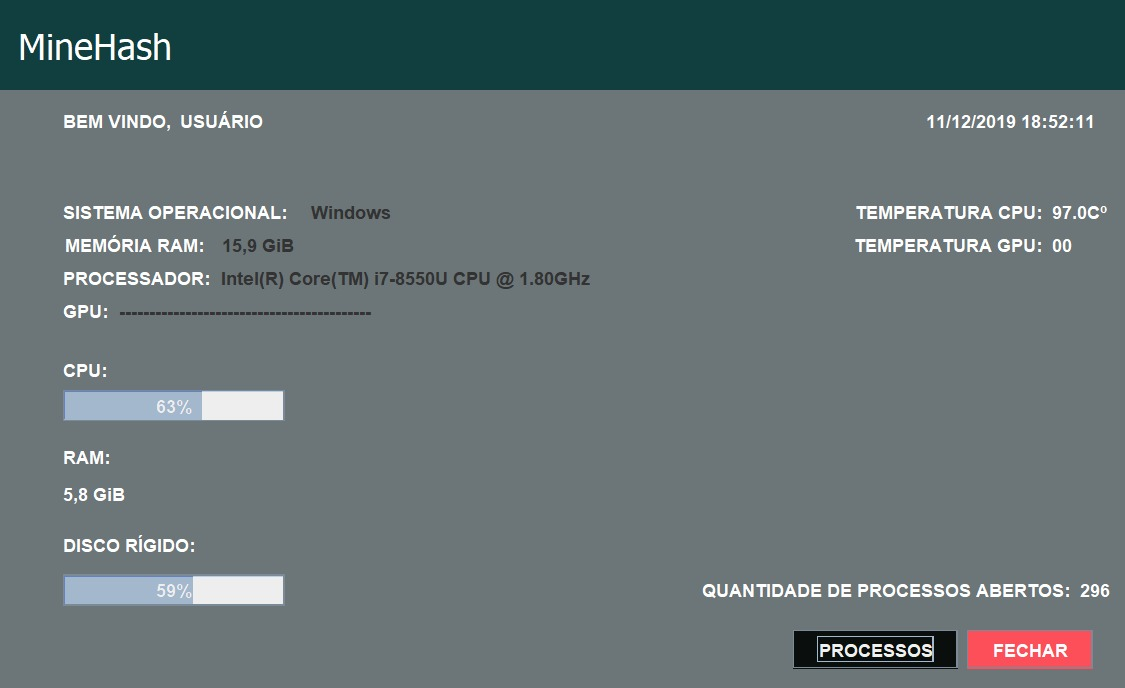 MineHash
BEM VINDO, USUÁRIO
11/12/2019 18:52:11
SISTEMA OPERACIONAL: Windows
TEMPERATURA CPU: 97.0Cº
MEMÓRIA RAM: 15,9 GiB
TEMPERATURA GPU: 00
PROCESSADOR: Intel(R) Core(TM) i7-8550U CPU @ 1.80GHz
GPU: ------------------------------------------
CPU:
63%
RAM:
5,8 GiB
DISCO RÍGIDO:
59%
QUANTIDADE DE PROCESSOS ABERTOS: 296
PROCESSOS
FECHAR